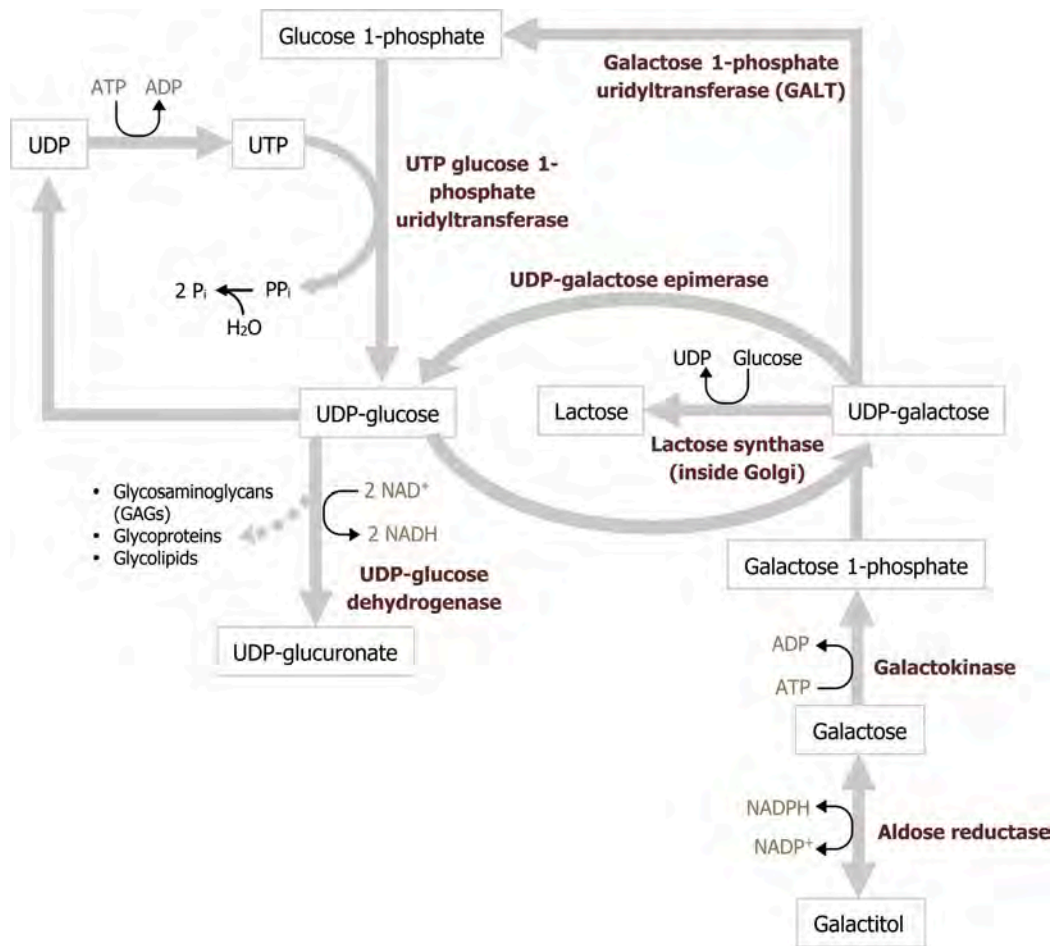 Glucose 1-phosphate
Galactose 1-phosphate
uridyltransferase (GALT)
ATP
ADP
UDP
UTP
UTP glucose 1-
phosphate
uridyltransferase
UDP-galactose epimerase
2 Pᵢ
PPᵢ
H₂O
UDP
Glucose
UDP-glucose
Lactose
UDP-galactose
Lactose synthase
(inside Golgi)
• Glycosaminoglycans
(GAGs)
• Glycoproteins
• Glycolipids
2 NAD⁺
2 NADH
UDP-glucose
dehydrogenase
Galactose 1-phosphate
UDP-glucuronate
ADP
ATP
Galactokinase
Galactose
NADPH
NADP⁺
Aldose reductase
Galactitol